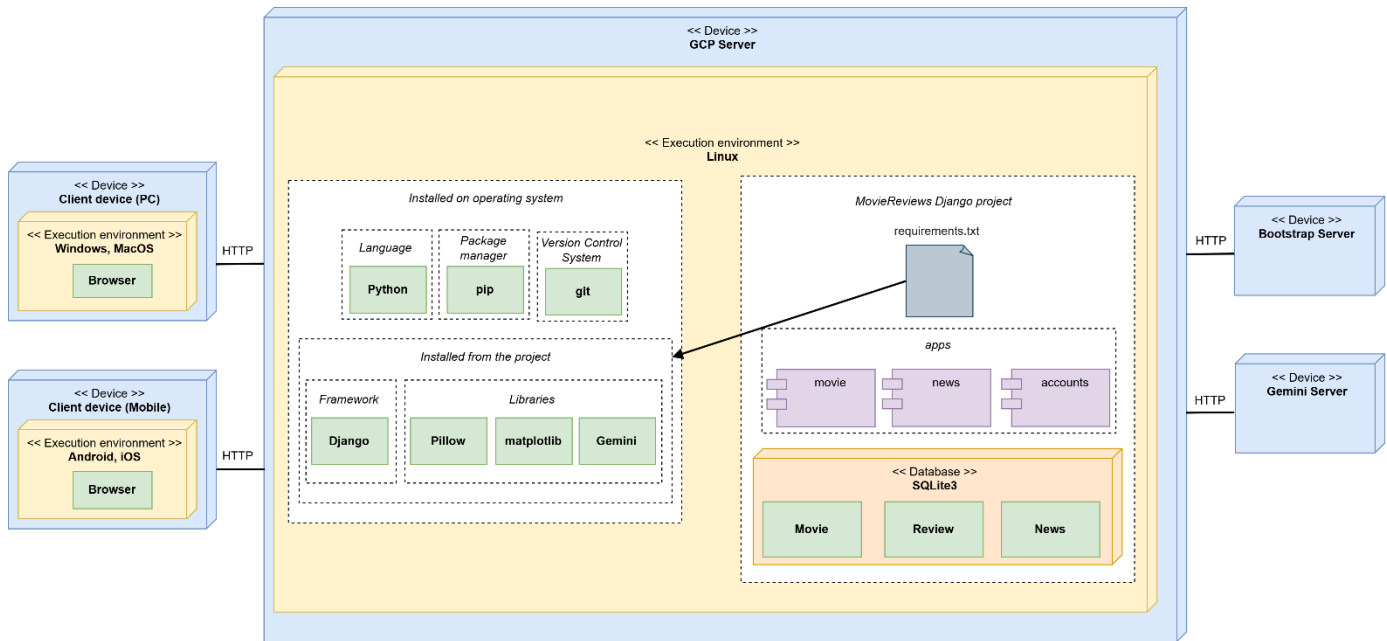 << Device >>
GCP Server
<< Execution environment >>
Linux
<< Device >>
Client device (PC)
<< Execution environment >>
Windows, MacOS
Browser
HTTP
<< Device >>
Client device (Mobile)
<< Execution environment >>
Android, iOS
Browser
HTTP
Installed on operating system
Language
Python
Package
manager
pip
Version Control
System
git
Installed from the project
Framework
Django
Libraries
Pillow
matplotlib
Gemini
MovieReviews Django project
requirements.txt
apps
movie
news
accounts
<< Database >>
SQLite3
Movie
Review
News
HTTP
<< Device >>
Bootstrap Server
HTTP
<< Device >>
Gemini Server